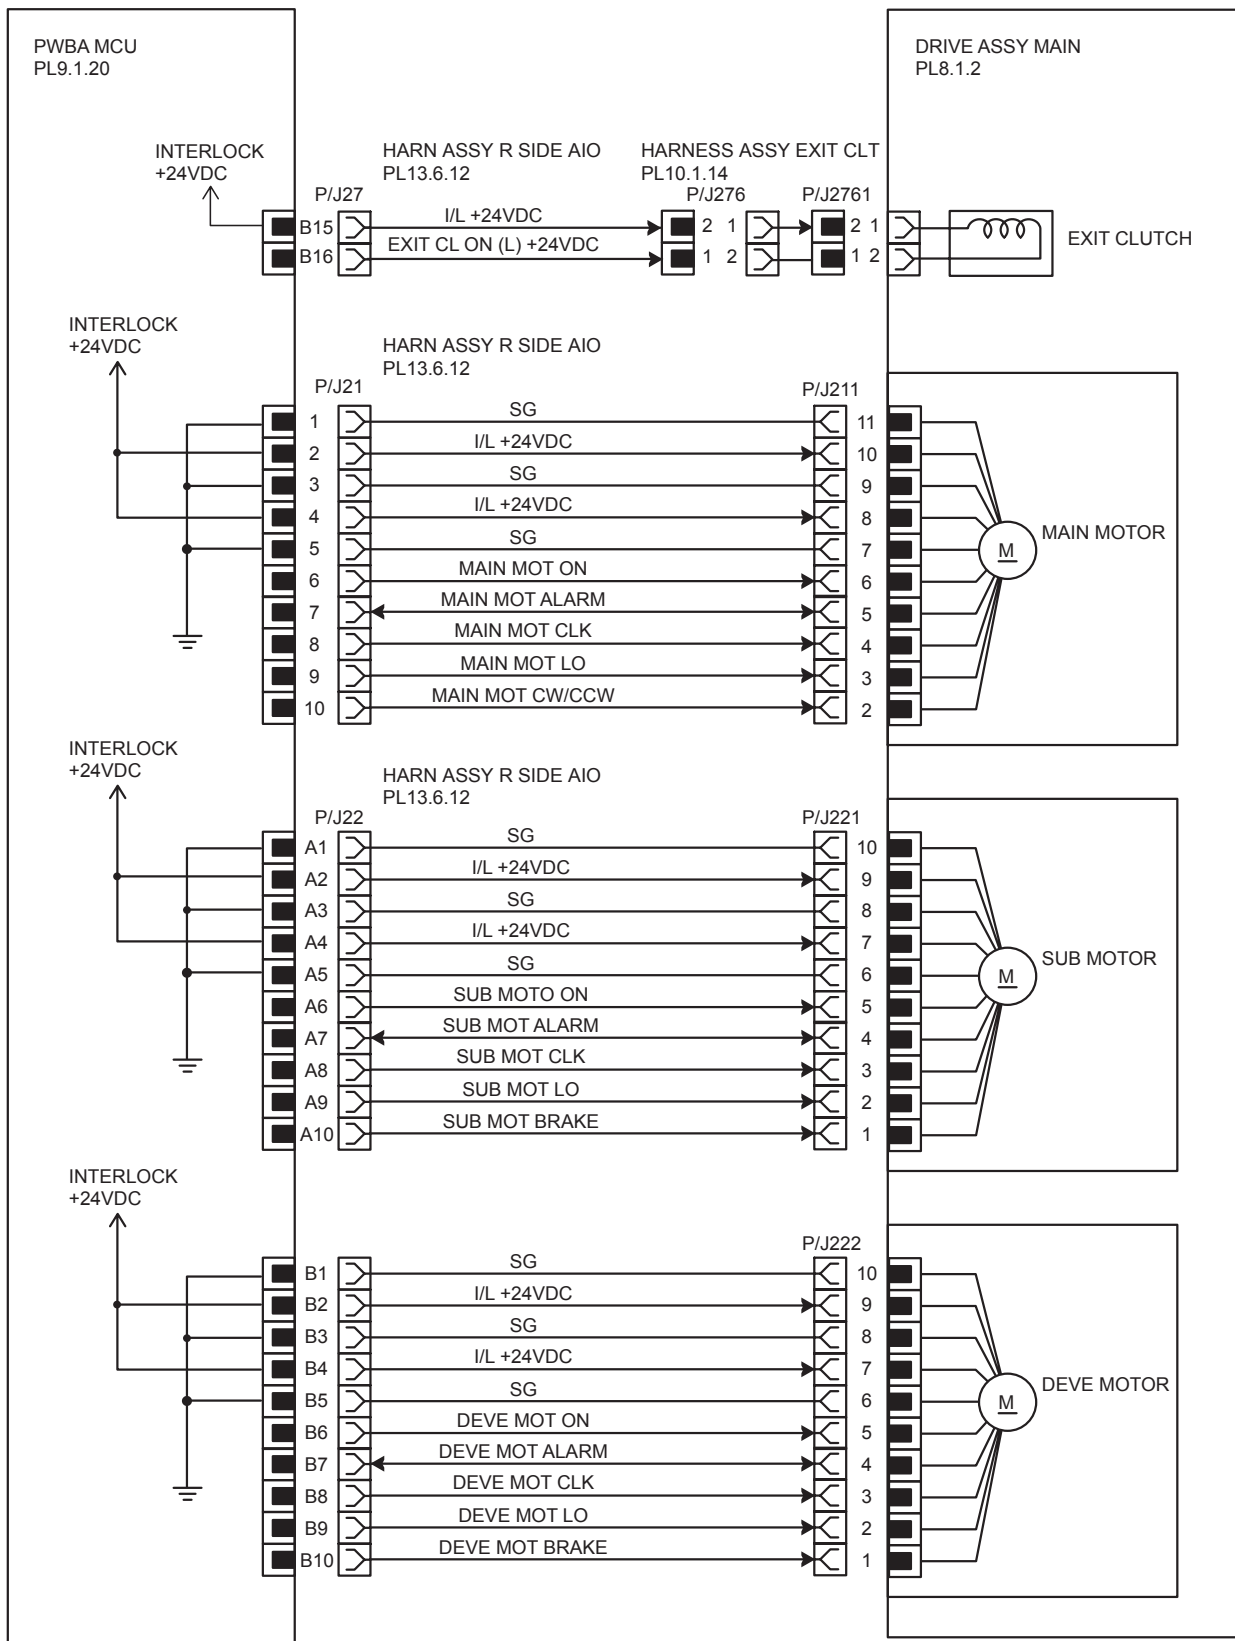 PWBA MCU
PL9.1.20
DRIVE ASSY MAIN
PL8.1.2
INTERLOCK
+24VDC
HARN ASSY R SIDE AIO
PL13.6.12
HARNESS ASSY EXIT CLT
PL10.1.14
P/J27
P/J276
P/J2761
B15 I/L +24VDC 2 1 2 1
B16 EXIT CL ON (L) +24VDC 1 2 1 2
EXIT CLUTCH
INTERLOCK
+24VDC
HARN ASSY R SIDE AIO
PL13.6.12
P/J21
P/J211
1 SG 11
2 I/L +24VDC 10
3 SG 9
4 I/L +24VDC 8
5 SG 7
6 MAIN MOT ON 6
7 MAIN MOT ALARM 5
8 MAIN MOT CLK 4
9 MAIN MOT LO 3
10 MAIN MOT CW/CCW 2
M
MAIN MOTOR
INTERLOCK
+24VDC
HARN ASSY R SIDE AIO
PL13.6.12
P/J22
P/J221
A1 SG 10
A2 I/L +24VDC 9
A3 SG 8
A4 I/L +24VDC 7
A5 SG 6
A6 SUB MOTO ON 5
A7 SUB MOT ALARM 4
A8 SUB MOT CLK 3
A9 SUB MOT LO 2
A10 SUB MOT BRAKE 1
M
SUB MOTOR
INTERLOCK
+24VDC
P/J222
B1 SG 10
B2 I/L +24VDC 9
B3 SG 8
B4 I/L +24VDC 7
B5 SG 6
B6 DEVE MOT ON 5
B7 DEVE MOT ALARM 4
B8 DEVE MOT CLK 3
B9 DEVE MOT LO 2
B10 DEVE MOT BRAKE 1
M
DEVE MOTOR